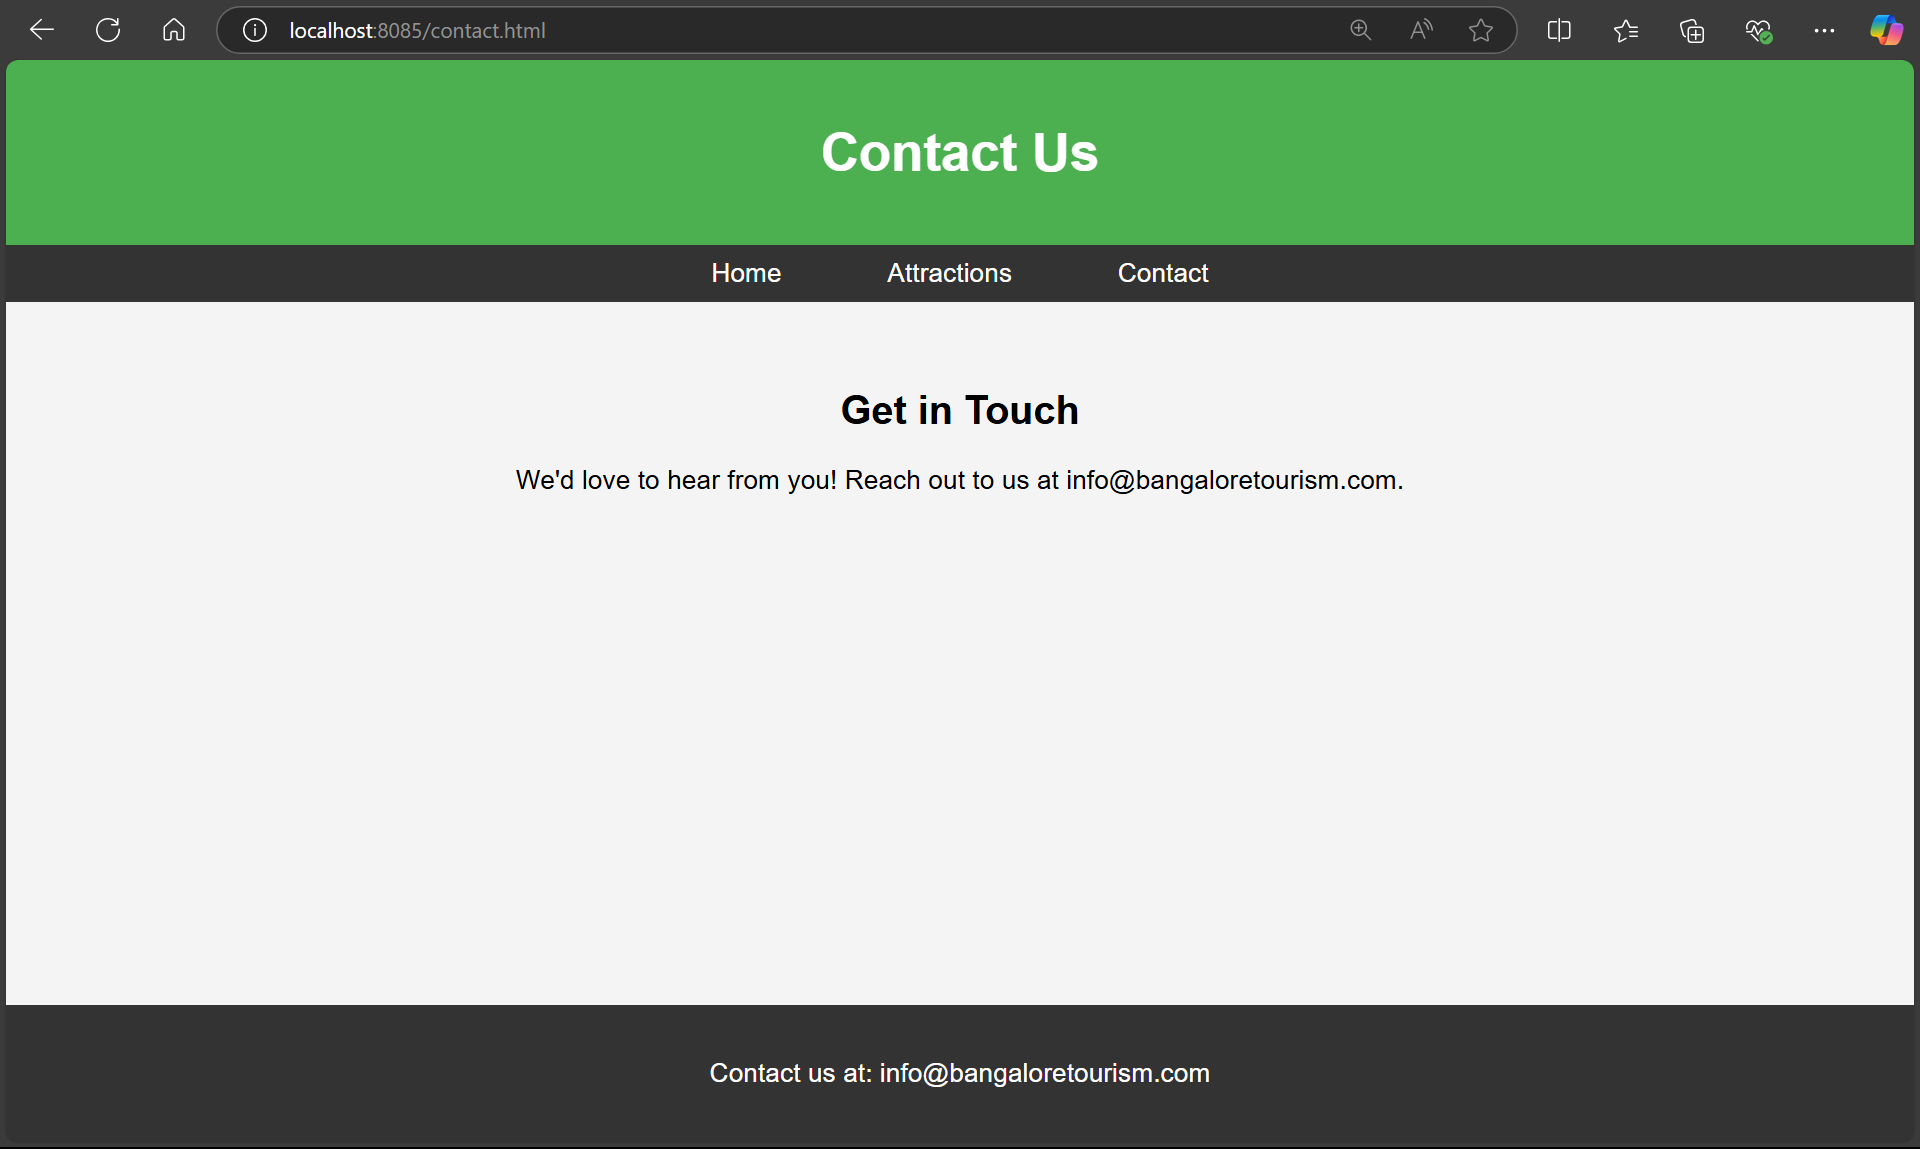 localhost:8085/contact.html
Contact Us
Home Attractions Contact
Get in Touch
We'd love to hear from you! Reach out to us at info@bangaloretourism.com.
Contact us at: info@bangaloretourism.com